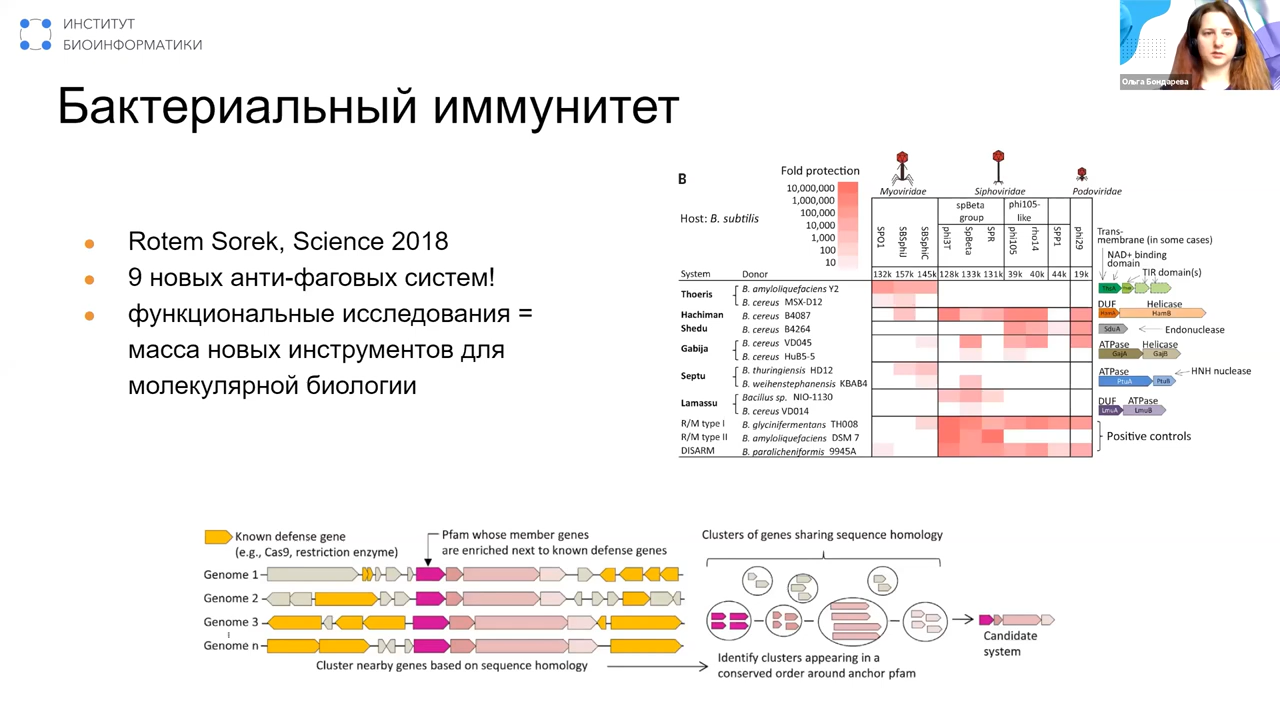 ИНСТИТУТ
БИОИНФОРМАТИКИ
Ольга Бондарева
Бактериальный иммунитет
Rotem Sorek, Science 2018
9 новых анти-фаговых систем!
функциональные исследования =
масса новых инструментов для
молекулярной биологии
B
Fold protection
10,000,000
1,000,000
100,000
10,000
1,000
100
10
Host: B. subtilis
Myoviridae
Siphoviridae
Podoviridae
spBeta
group
phi105-
like
SPO1
SBSphiJ
SBSphiC
phi3T
SpBeta
SPR
phi105
rho14
SPP1
phi29
System
Donor
132k 157k 145k 128k 133k 131k 39k 40k 44k 19k
Thoeris
B. amyloliquefaciens Y2
B. cereus MSX-D12
Hachiman
B. cereus B4087
Shedu
B. cereus B4264
Gabija
B. cereus VD045
B. cereus HuB5-5
Septu
B. thuringiensis HD12
B. weihenstephanensis KBAB4
Lamassu
Bacillus sp. NIO-1130
B. cereus VD014
R/M type I
B. glycinifermentans TH008
R/M type II
B. amyloliquefaciens DSM 7
DISARM
B. paralicheniformis 9945A
Trans-
membrane (in some cases)
NAD+ binding
domain
TIR domain(s)
DUF
Helicase
HamB
SduA
Endonuclease
ATPase
Helicase
GajA
GajB
ATPase
HNH nuclease
PtuA
PtuB
DUF
ATPase
LmuA
LmuB
Positive controls
Known defense gene
(e.g., Cas9, restriction enzyme)
Pfam whose member genes
are enriched next to known defense genes
Clusters of genes sharing sequence homology
Genome 1
Genome 2
Genome 3
Genome n
Cluster nearby genes based on sequence homology
Identify clusters appearing in a
conserved order around anchor pfam
Candidate
system